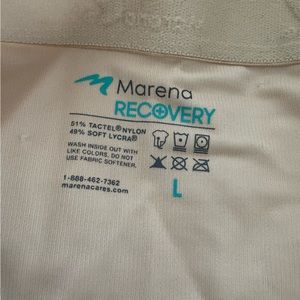 Marena
RECOVERY
51% TACTEL® NYLON
49% SOFT LYCRA®
WASH INSIDE OUT WITH
LIKE COLORS, DO NOT
USE FABRIC SOFTENER.
1-888-462-7362
marenacares.com
L